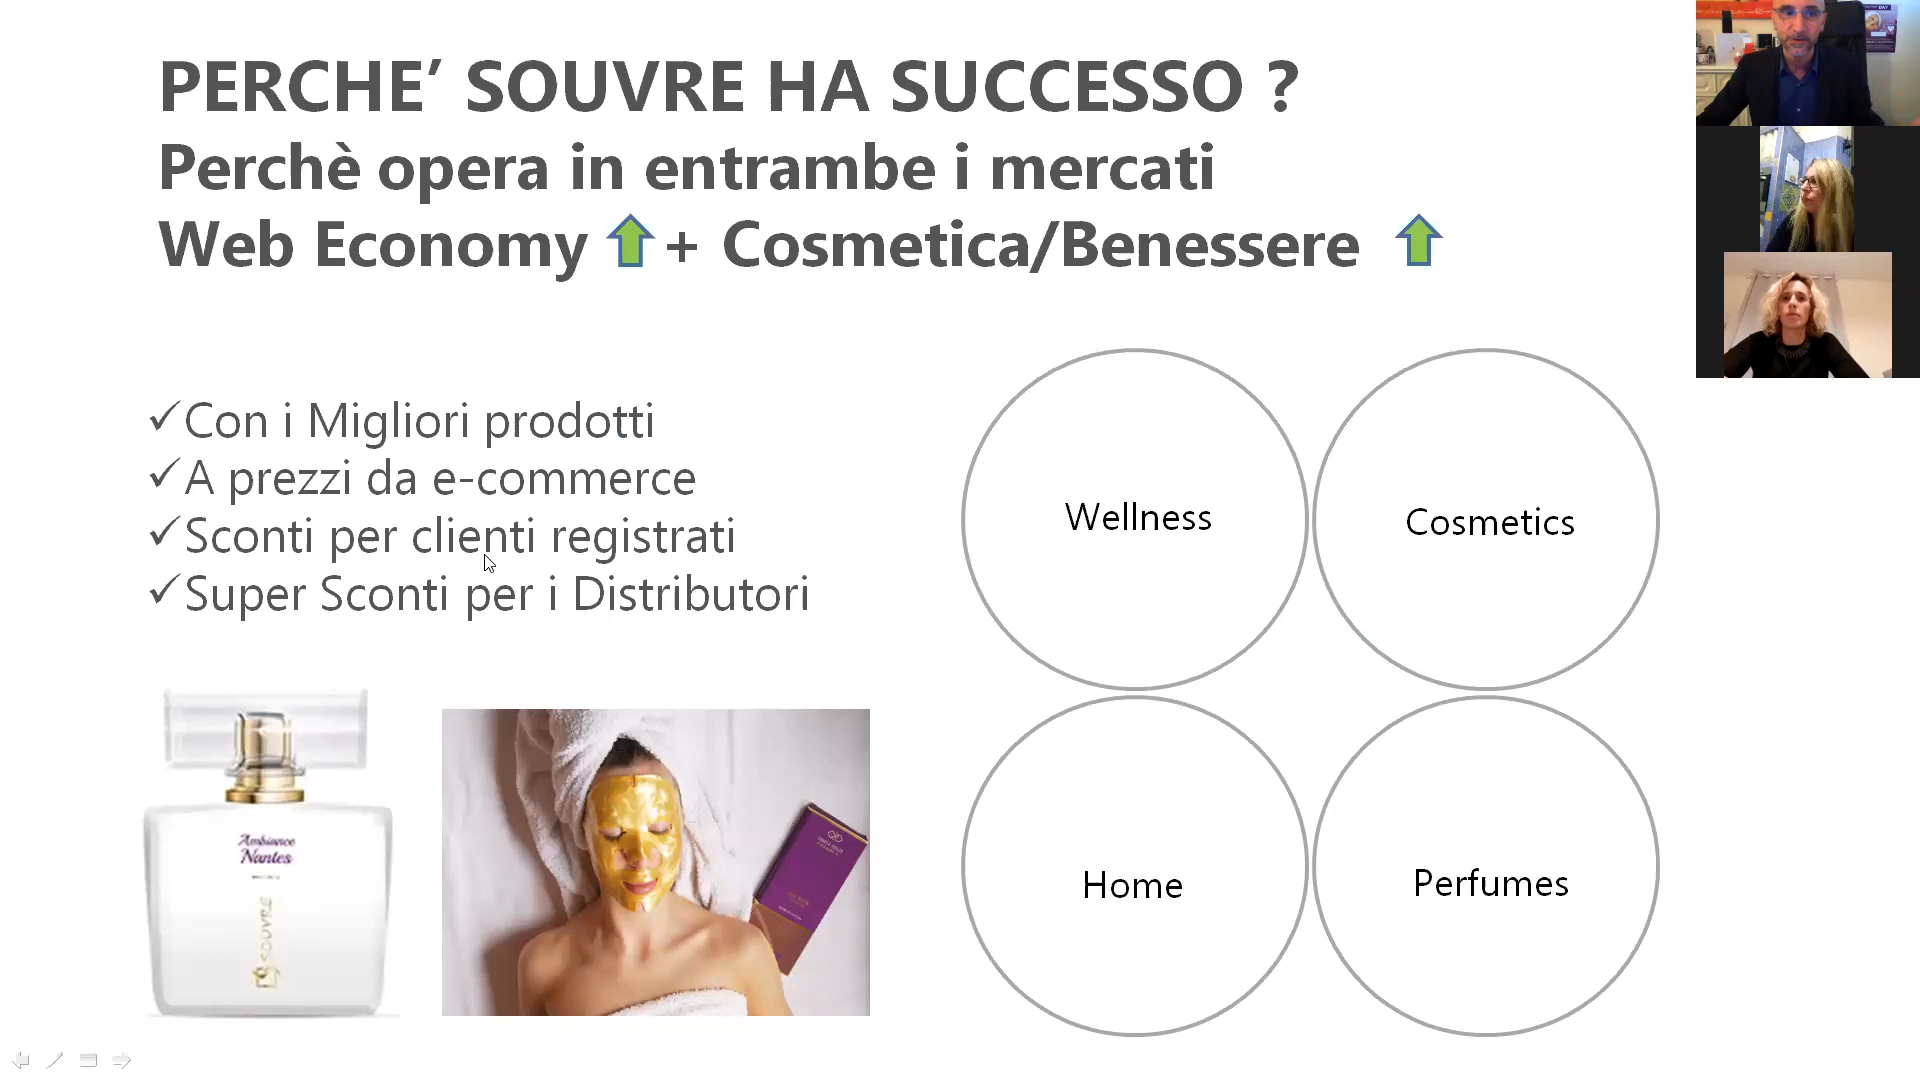 PERCHE’ SOUVRE HA SUCCESSO ?
Perchè opera in entrambe i mercati
Web Economy + Cosmetica/Benessere
✓Con i Migliori prodotti
✓A prezzi da e-commerce
✓Sconti per clienti registrati
✓Super Sconti per i Distributori
Wellness
Cosmetics
Home
Perfumes
Ambiance
Nantes
SOUVRE
DAY